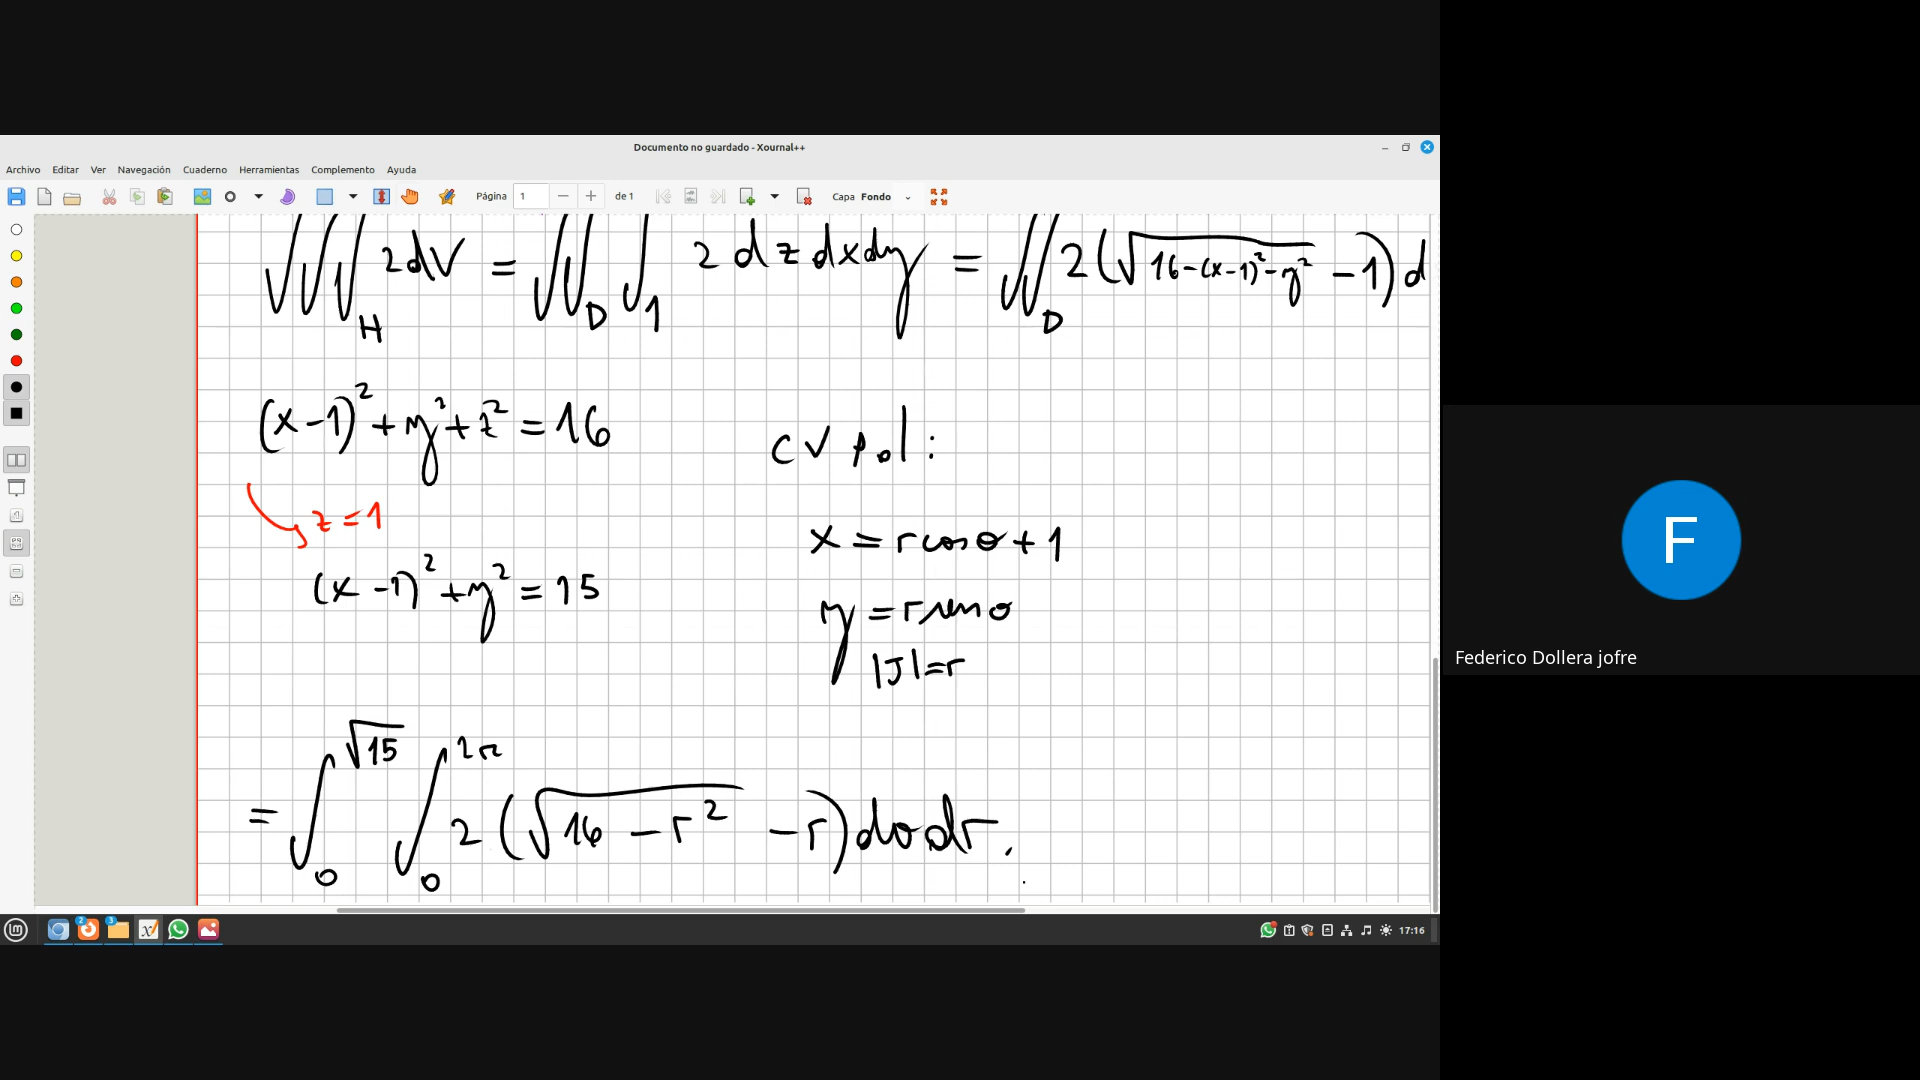 Documento no guardado - Xournal++
Archivo Editar Ver Navegación Cuaderno Herramientas Complemento Ayuda
Página 1 de 1 Capa Fondo
∭_H 2dV = ∬_D ∫_1 2 dz dxdy = ∬_D 2(√(16-(x-1)²-y²) -1) d
(x-1)² + y² + z² = 16
CV pol:
z = 1
x = r cos θ + 1
(x-1)² + y² = 15
y = r sen θ
|J| = r
= ∫_0^√15 ∫_0^2π 2 (√(16 - r²) - r) dθ dr.
F
Federico Dollera jofre
2
3
17:16